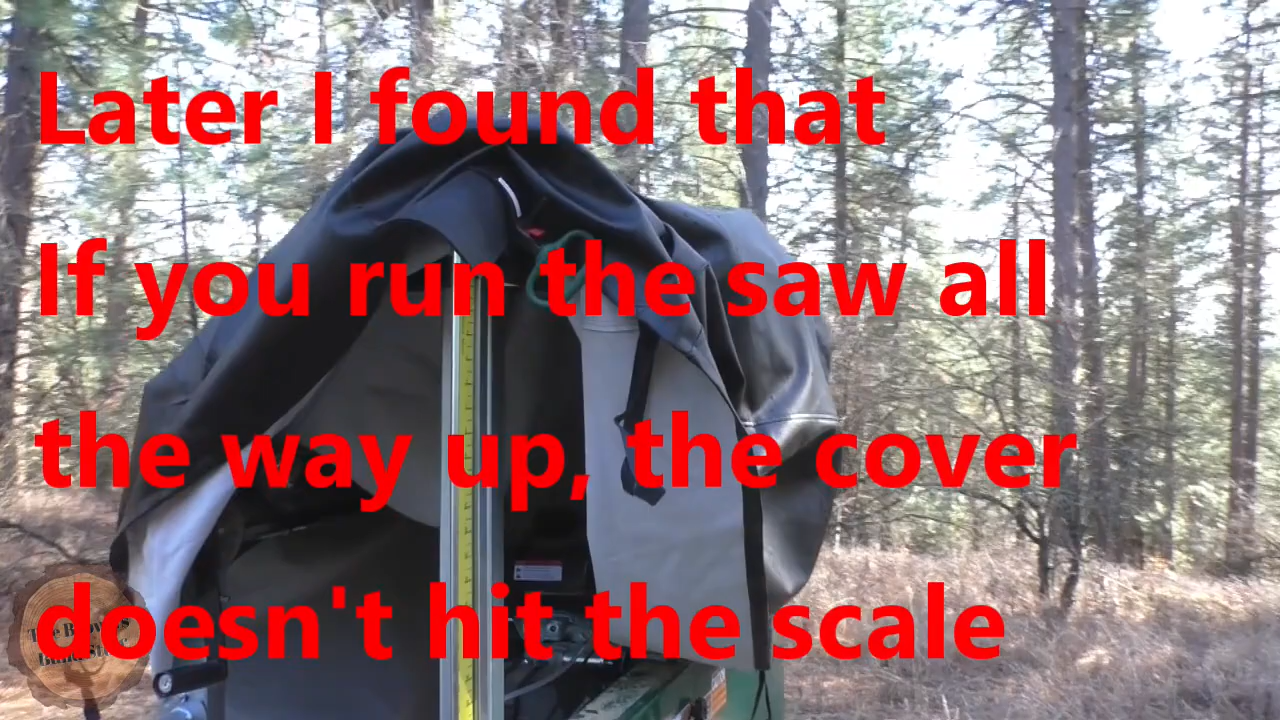 Later I found that
If you run the saw all
the way up, the cover
doesn't hit the scale